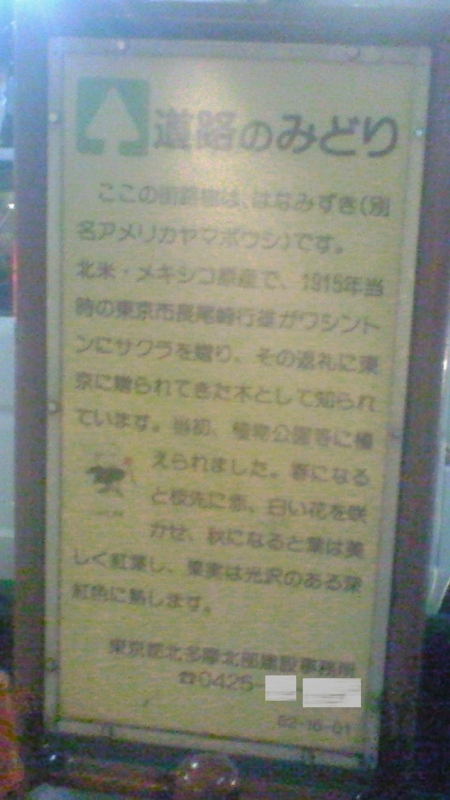 道路のみどり
ここの街路樹は、はなみずき(別
名アメリカヤマボウシ)です。
北米・メキシコ原産で、1915年当
時の東京市長尾崎行雄がワシント
ンにサクラを贈り、その返礼に東
京に贈られてきた木として知られ
ています。当初、植物公園等に植
えられました。春になる
と枝先に赤、白い花を咲
かせ、秋になると葉は美
しく紅葉し、果実は光沢のある深
紅色に熟します。
東京都北多摩北部建設事務所
☎0425-
62-16-01